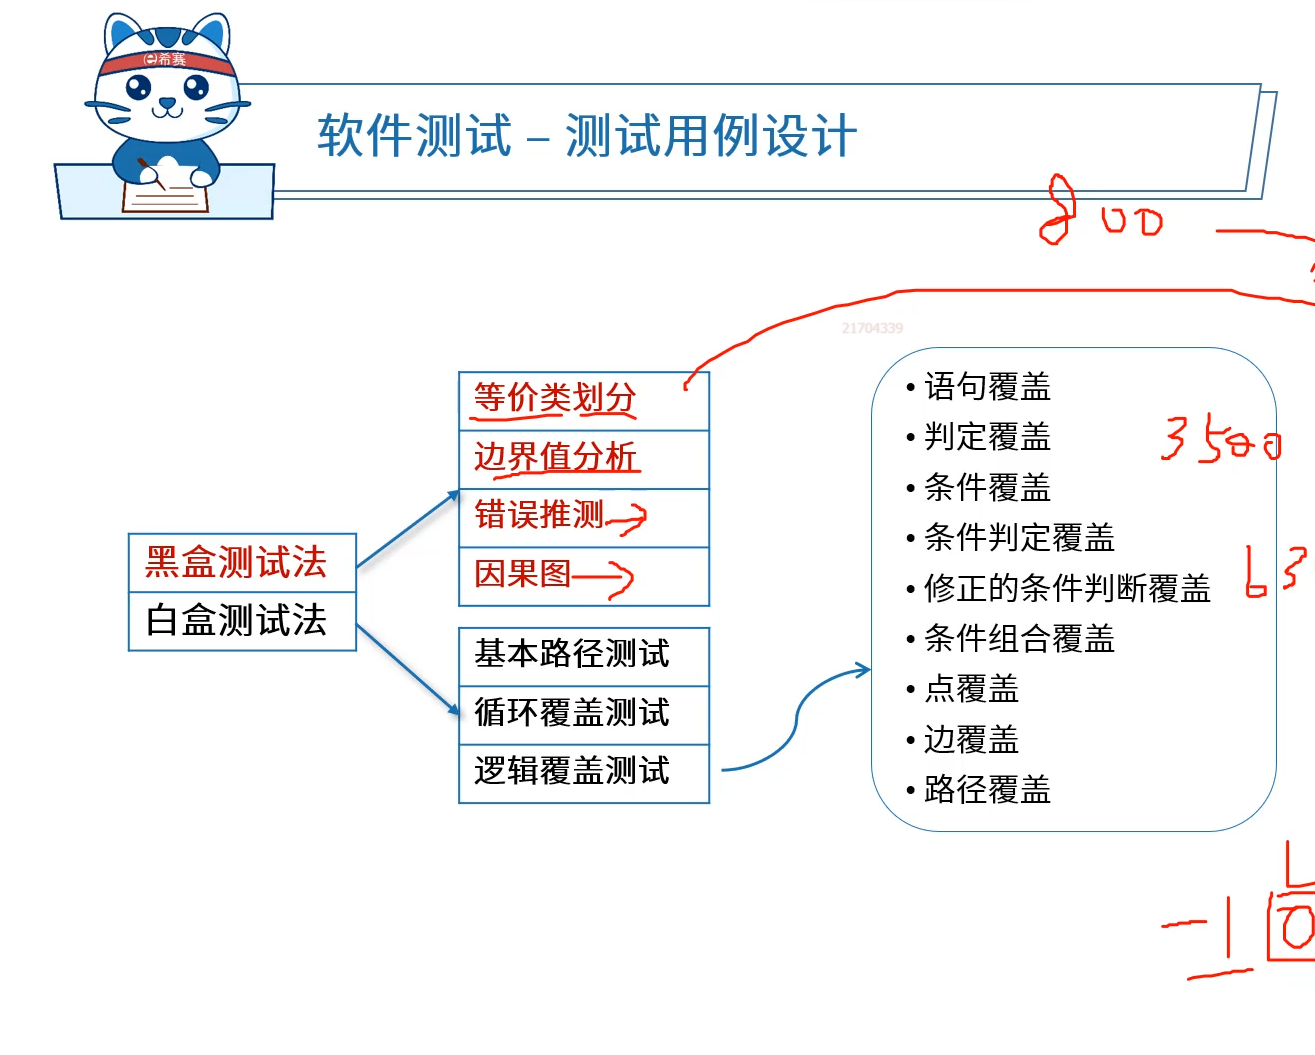 希赛
软件测试 – 测试用例设计
800
21704339
等价类划分
边界值分析
错误推测
因果图
黑盒测试法
白盒测试法
基本路径测试
循环覆盖测试
逻辑覆盖测试
• 语句覆盖
• 判定覆盖
• 条件覆盖
• 条件判定覆盖
• 修正的条件判断覆盖
• 条件组合覆盖
• 点覆盖
• 边覆盖
• 路径覆盖
3500
63
-1
0